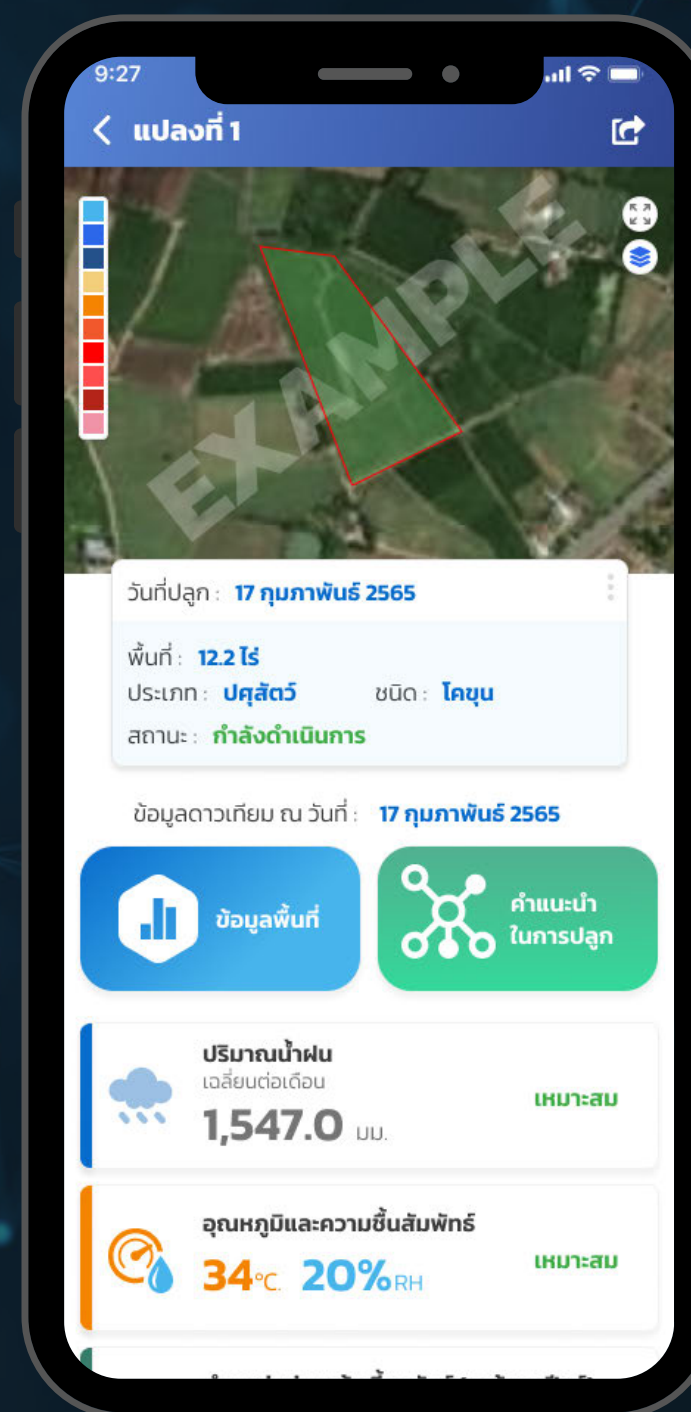 9:27
แปลงที่ 1
EXAMPLE
วันที่ปลูก : 17 กุมภาพันธ์ 2565
พื้นที่ : 12.2 ไร่
ประเภท : ปศุสัตว์ ชนิด : โคขุน
สถานะ : กำลังดำเนินการ
ข้อมูลดาวเทียม ณ วันที่ : 17 กุมภาพันธ์ 2565
ข้อมูลพื้นที่
คำแนะนำ
ในการปลูก
ปริมาณน้ำฝน
เฉลี่ยนต่อเดือน
1,547.0 มม.
เหมาะสม
อุณหภูมิและความชื้นสัมพัทธ์
34°C. 20%RH
เหมาะสม